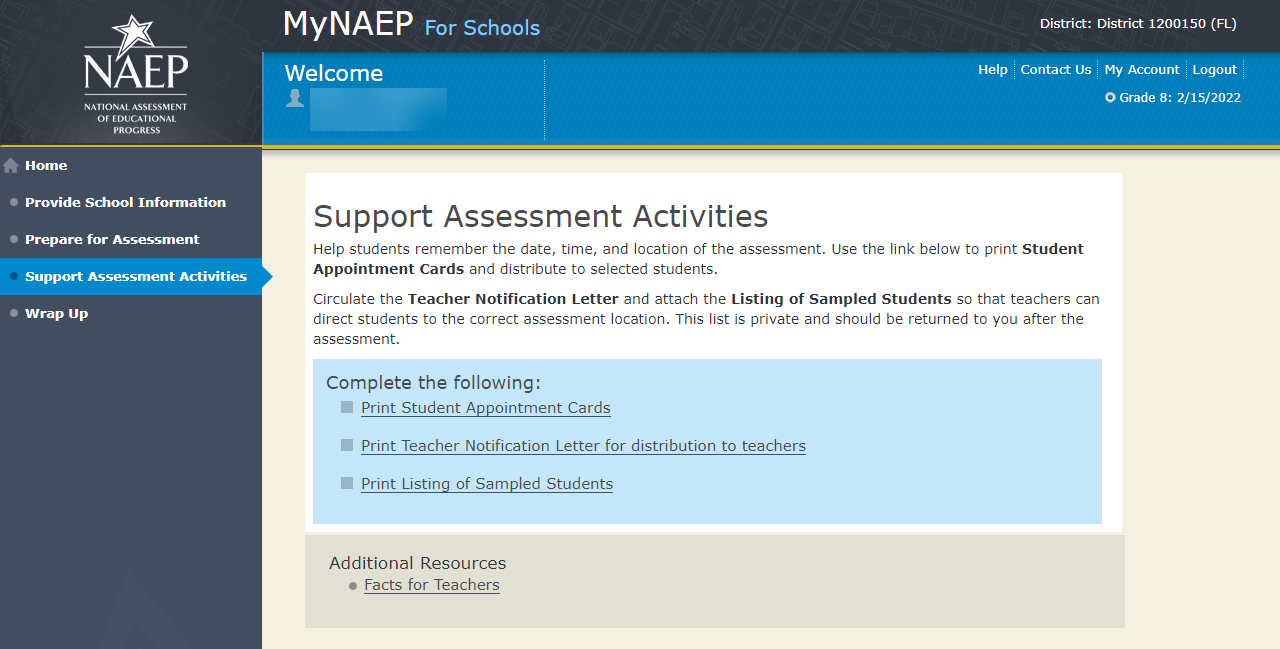 NAEP
NATIONAL ASSESSMENT
OF EDUCATIONAL
PROGRESS
MyNAEP For Schools
District: District 1200150 (FL)
Welcome
Help
Contact Us
My Account
Logout
Grade 8: 2/15/2022
Home
Provide School Information
Prepare for Assessment
Support Assessment Activities
Wrap Up
Support Assessment Activities
Help students remember the date, time, and location of the assessment. Use the link below to print Student
Appointment Cards and distribute to selected students.
Circulate the Teacher Notification Letter and attach the Listing of Sampled Students so that teachers can
direct students to the correct assessment location. This list is private and should be returned to you after the
assessment.
Complete the following:
Print Student Appointment Cards
Print Teacher Notification Letter for distribution to teachers
Print Listing of Sampled Students
Additional Resources
Facts for Teachers